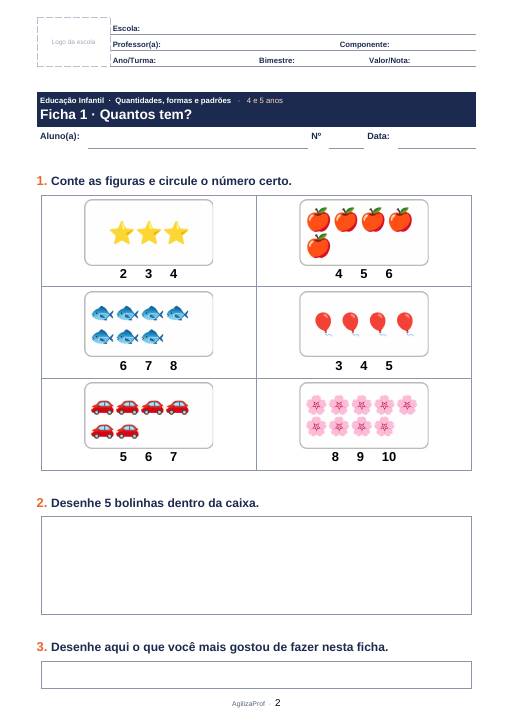 Logo da escola
Escola:
Professor(a): Componente:
Ano/Turma: Bimestre: Valor/Nota:
Educação Infantil · Quantidades, formas e padrões · 4 e 5 anos
Ficha 1 · Quantos tem?
Aluno(a): Nº Data:
1. Conte as figuras e circule o número certo.
2 3 4
4 5 6
6 7 8
3 4 5
5 6 7
8 9 10
2. Desenhe 5 bolinhas dentro da caixa.
3. Desenhe aqui o que você mais gostou de fazer nesta ficha.
AgilizaProf · 2